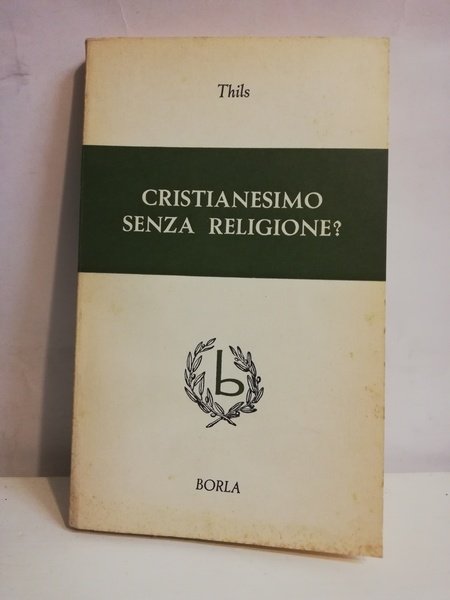 Thils
CRISTIANESIMO
SENZA RELIGIONE?
b
BORLA